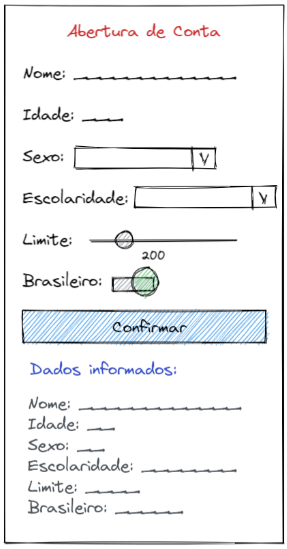 Abertura de Conta
Nome:
Idade:
Sexo: V
Escolaridade: V
Limite:
200
Brasileiro:
Confirmar
Dados informados:
Nome:
Idade:
Sexo:
Escolaridade:
Limite:
Brasileiro: